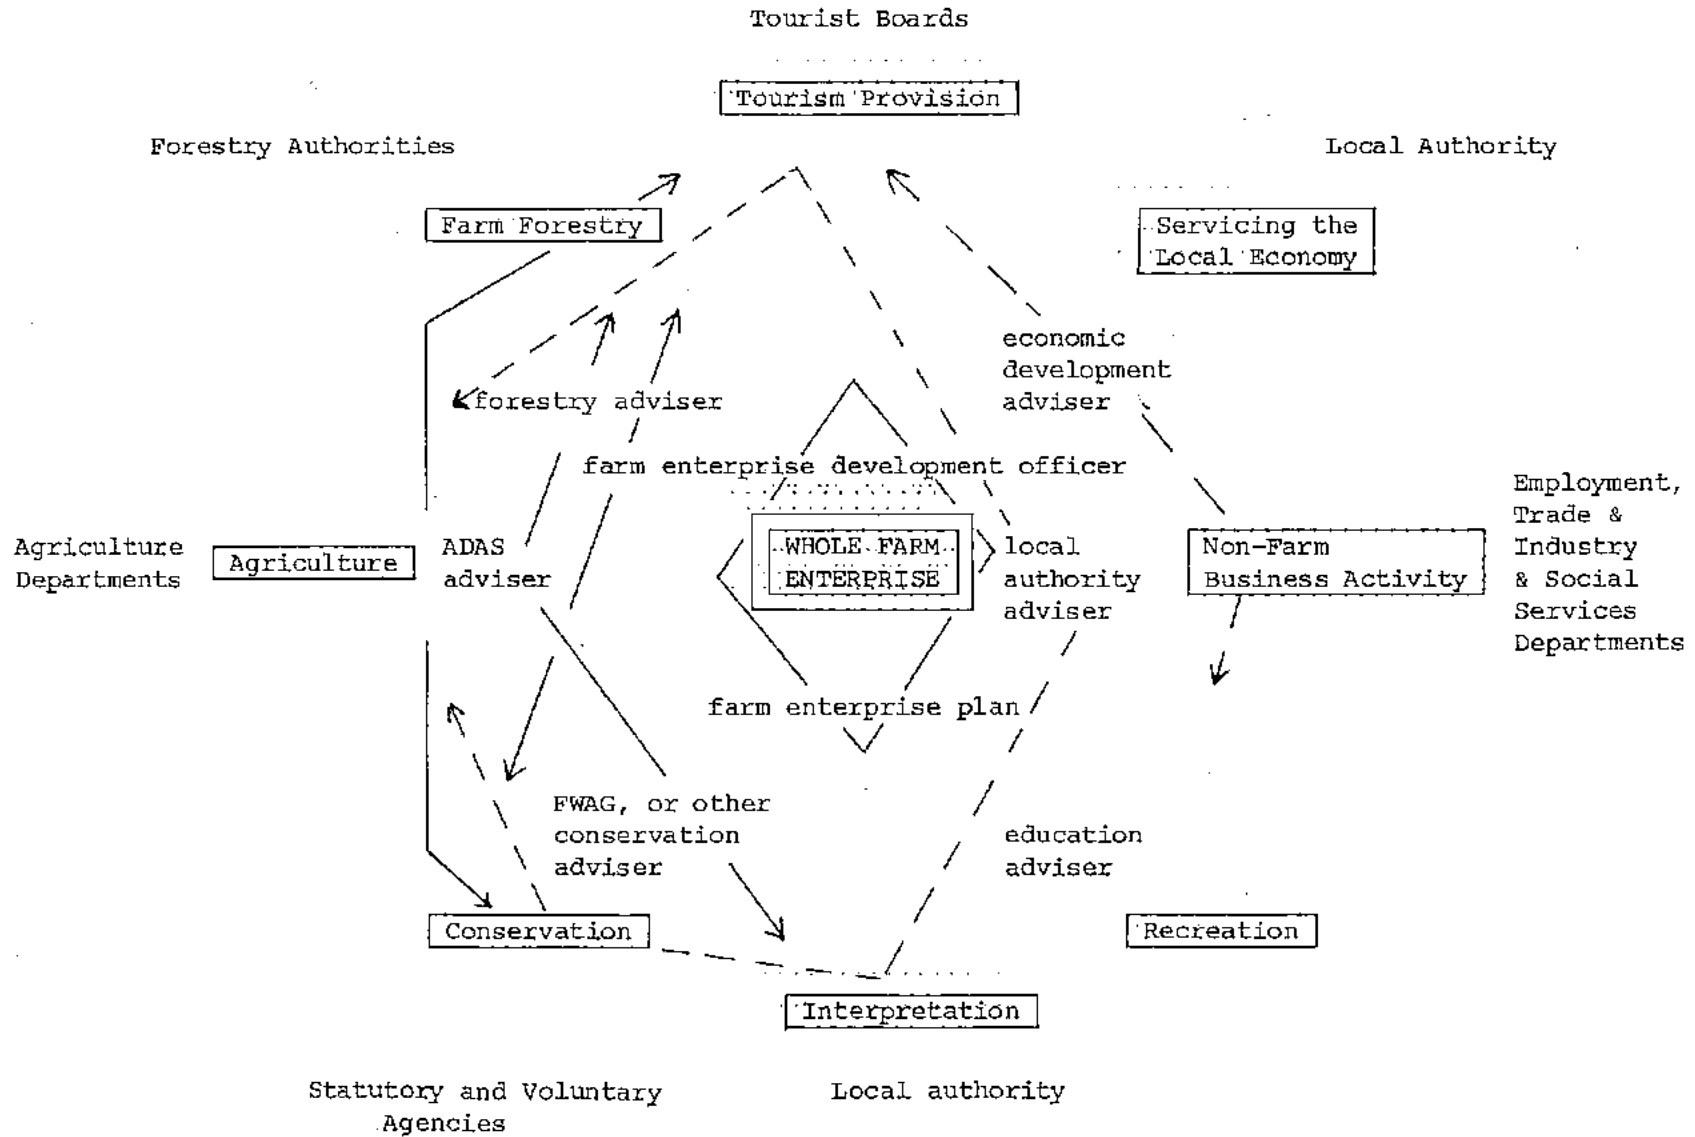 Tourist Boards
Tourism Provision
Forestry Authorities
Local Authority
Farm Forestry
Servicing the
Local Economy
economic
development
adviser
forestry adviser
farm enterprise development officer
Employment,
Trade &
Industry
& Social
Services
Departments
Agriculture
Departments
Agriculture
ADAS
adviser
WHOLE FARM
ENTERPRISE
local
authority
adviser
Non-Farm
Business Activity
farm enterprise plan
FWAG, or other
conservation
adviser
education
adviser
Conservation
Recreation
Interpretation
Statutory and Voluntary
Agencies
Local authority